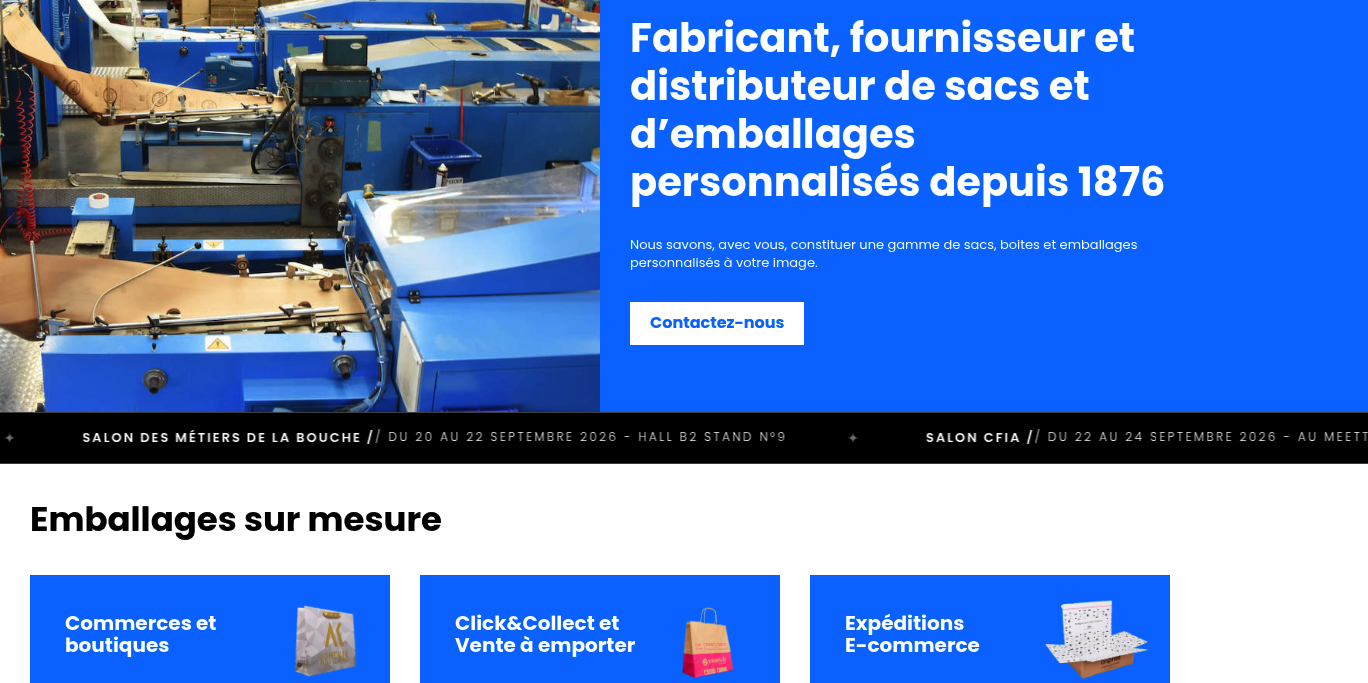 Fabricant, fournisseur et
distributeur de sacs et
d’emballages
personnalisés depuis 1876
Nous savons, avec vous, constituer une gamme de sacs, boites et emballages
personnalisés à votre image.
Contactez-nous
✦ SALON DES MÉTIERS DE LA BOUCHE // DU 20 AU 22 SEPTEMBRE 2026 - HALL B2 STAND N°9 ✦ SALON CFIA // DU 22 AU 24 SEPTEMBRE 2026 - AU MEETT
Emballages sur mesure
Commerces et
boutiques
Click&Collect et
Vente à emporter
Expéditions
E-commerce